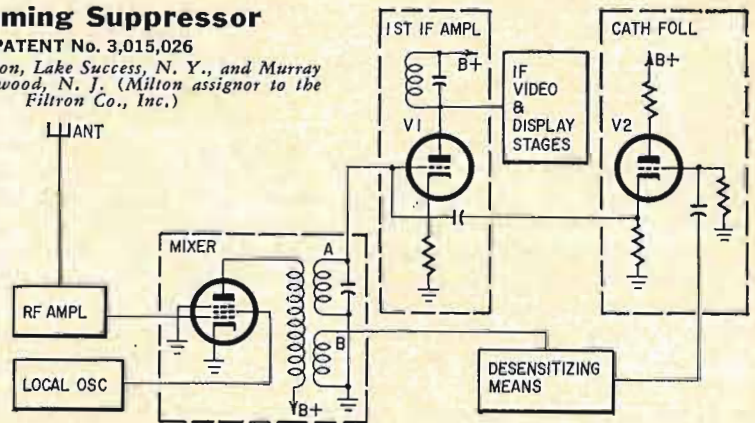 ming Suppressor
PATENT No. 3,015,026
on, Lake Success, N. Y., and Murray
wood, N. J. (Milton assignor to the
Filtron Co., Inc.)
ANT
RF AMPL
LOCAL OSC
MIXER
A
B
B+
1ST IF AMPL
B+
V1
IF
VIDEO
&
DISPLAY
STAGES
CATH FOLL
B+
V2
DESENSITIZING
MEANS